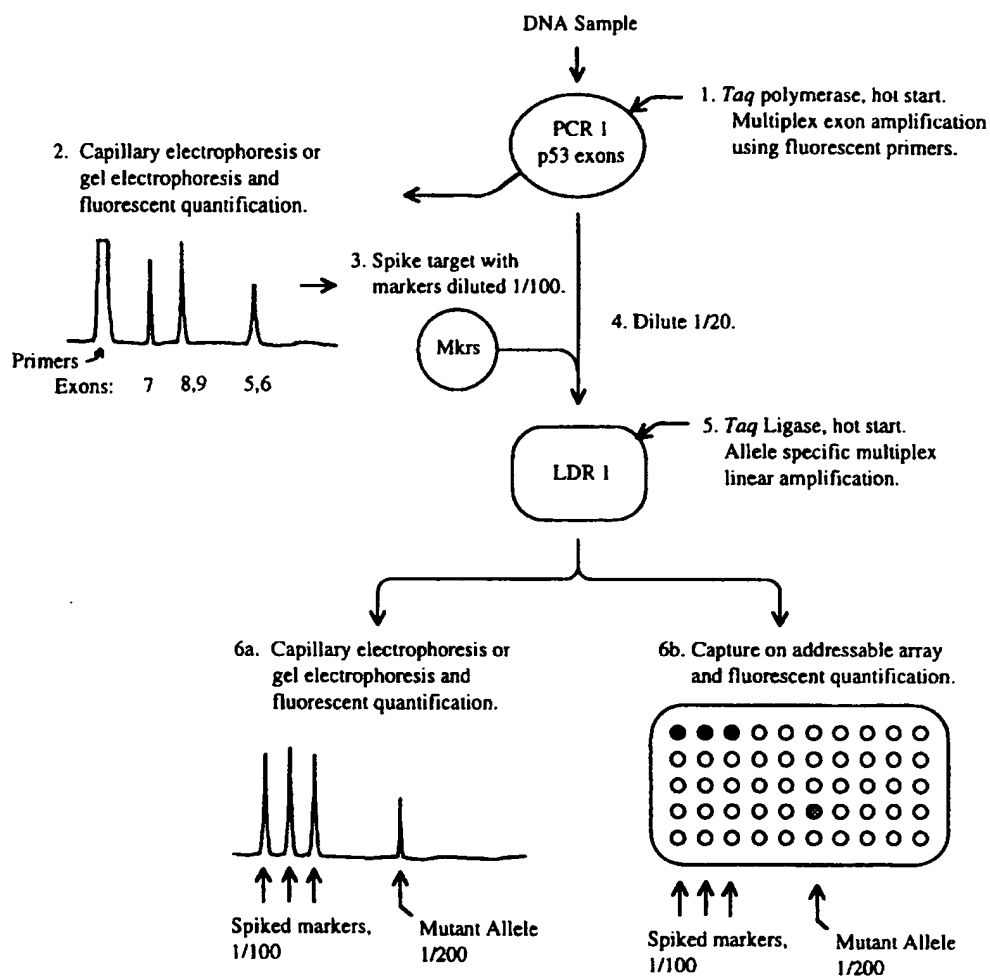 DNA Sample
PCR 1
p53 exons
1. Taq polymerase, hot start.
Multiplex exon amplification
using fluorescent primers.
2. Capillary electrophoresis or
gel electrophoresis and
fluorescent quantification.
Primers
Exons: 7 8,9 5,6
3. Spike target with
markers diluted 1/100.
Mkrs
4. Dilute 1/20.
LDR 1
5. Taq Ligase, hot start.
Allele specific multiplex
linear amplification.
6a. Capillary electrophoresis or
gel electrophoresis and
fluorescent quantification.
Spiked markers,
1/100
Mutant Allele
1/200
6b. Capture on addressable array
and fluorescent quantification.
Spiked markers,
1/100
Mutant Allele
1/200